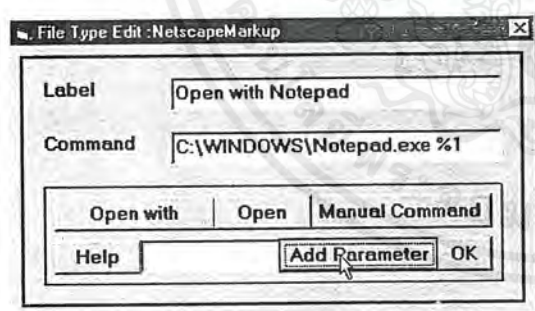 File Type Edit :NetscapeMarkup
Label Open with Notepad
Command C:\WINDOWS\Notepad.exe %1
Open with Open Manual Command
Help Add Parameter OK